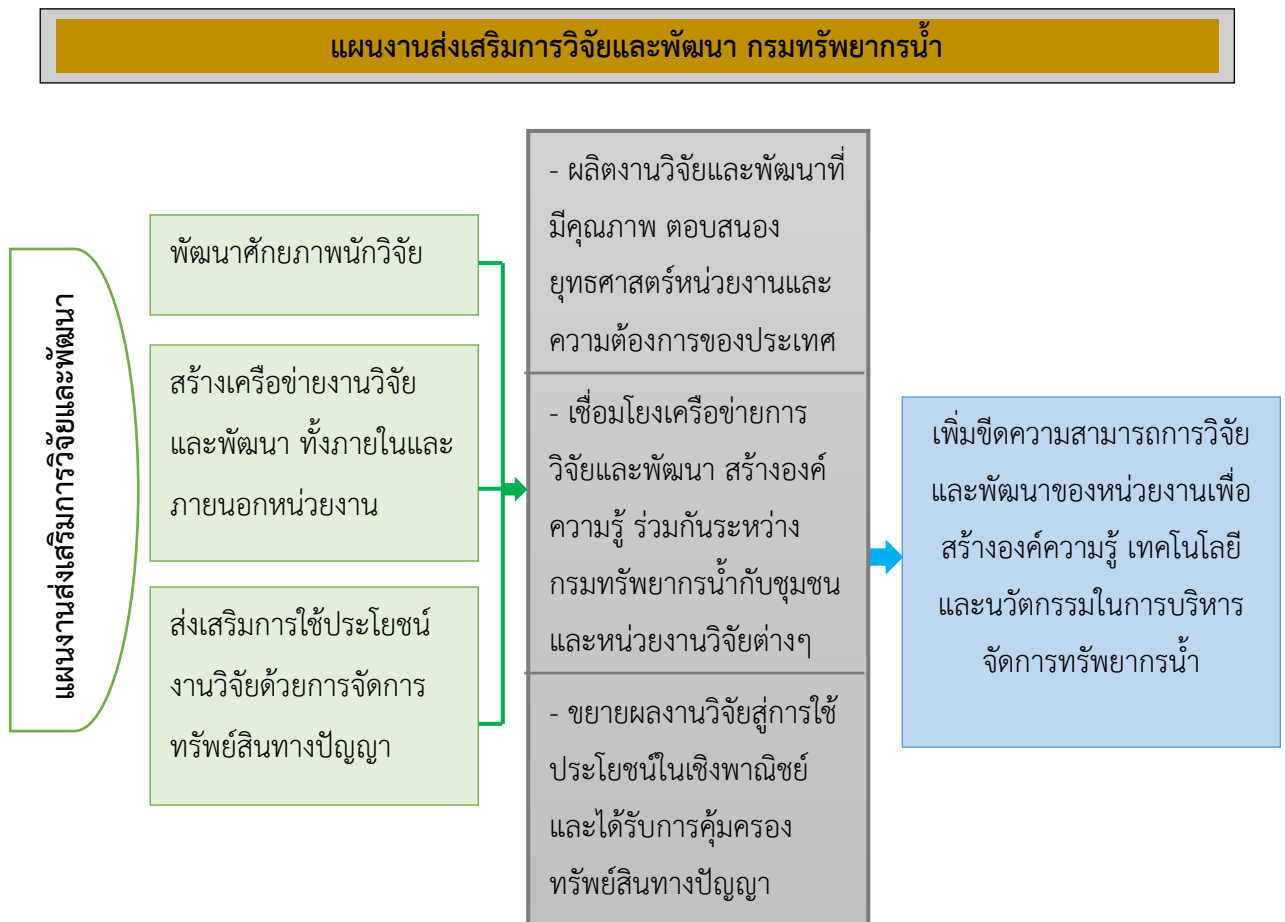 แผนงานส่งเสริมการวิจัยและพัฒนา กรมทรัพยากรน้ำ
แผนงานส่งเสริมการวิจัยและพัฒนา
พัฒนาศักยภาพนักวิจัย
สร้างเครือข่ายงานวิจัย
และพัฒนา ทั้งภายในและ
ภายนอกหน่วยงาน
ส่งเสริมการใช้ประโยชน์
งานวิจัยด้วยการจัดการ
ทรัพย์สินทางปัญญา
- ผลิตงานวิจัยและพัฒนาที่
มีคุณภาพ ตอบสนอง
ยุทธศาสตร์หน่วยงานและ
ความต้องการของประเทศ
- เชื่อมโยงเครือข่ายการ
วิจัยและพัฒนา สร้างองค์
ความรู้ ร่วมกันระหว่าง
กรมทรัพยากรน้ำกับชุมชน
และหน่วยงานวิจัยต่างๆ
- ขยายผลงานวิจัยสู่การใช้
ประโยชน์ในเชิงพาณิชย์
และได้รับการคุ้มครอง
ทรัพย์สินทางปัญญา
เพิ่มขีดความสามารถการวิจัย
และพัฒนาของหน่วยงานเพื่อ
สร้างองค์ความรู้ เทคโนโลยี
และนวัตกรรมในการบริหาร
จัดการทรัพยากรน้ำ